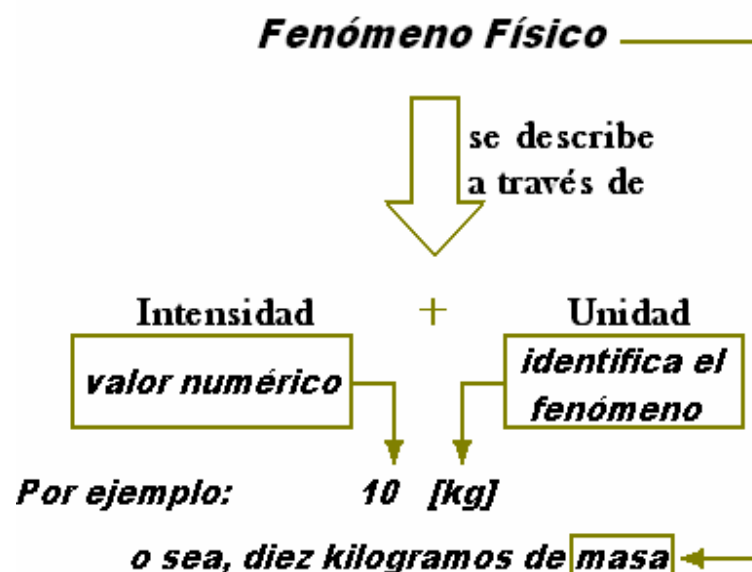 Fenómeno Físico
se describe
a través de
Intensidad + Unidad
valor numérico
identifica el
fenómeno
Por ejemplo: 10 [kg]
o sea, diez kilogramos de masa